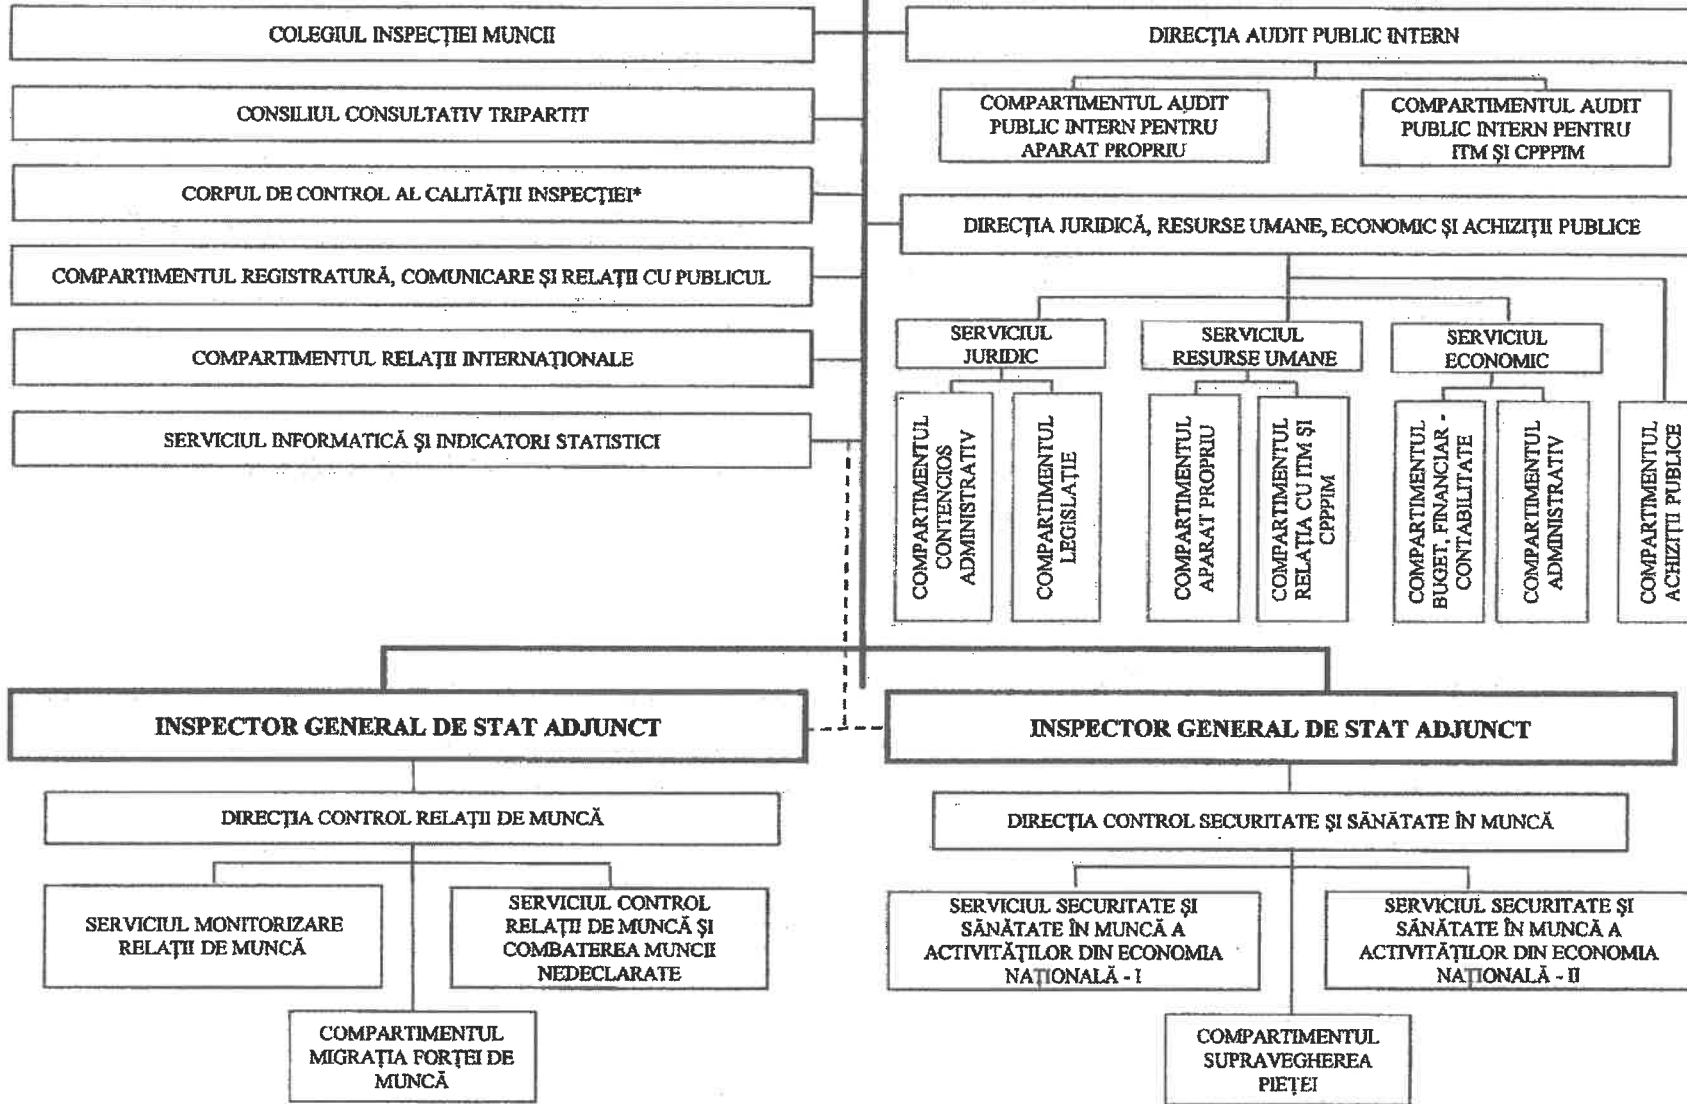 COLEGIUL INSPECȚIEI MUNCII
CONSILIUL CONSULTATIV TRIPARTIT
CORPUL DE CONTROL AL CALITĂȚII INSPECȚIEI*
COMPARTIMENTUL REGISTRATURĂ, COMUNICARE ȘI RELAȚII CU PUBLICUL
COMPARTIMENTUL RELAȚII INTERNAȚIONALE
SERVICIUL INFORMATICĂ ȘI INDICATORI STATISTICI
DIRECȚIA AUDIT PUBLIC INTERN
COMPARTIMENTUL AUDIT
PUBLIC INTERN PENTRU
APARAT PROPRIU
COMPARTIMENTUL AUDIT
PUBLIC INTERN PENTRU
ITM ȘI CPPPIM
DIRECȚIA JURIDICĂ, RESURSE UMANE, ECONOMIC ȘI ACHIZIȚII PUBLICE
SERVICIUL
JURIDIC
SERVICIUL
RESURSE UMANE
SERVICIUL
ECONOMIC
COMPARTIMENTUL
CONTENCIOS
ADMINISTRATIV
COMPARTIMENTUL
LEGISLAȚIE
COMPARTIMENTUL
APARAT PROPRIU
COMPARTIMENTUL
RELAȚIA CU ITM ȘI
CPPPIM
COMPARTIMENTUL
BUGET, FINANCIAR -
CONTABILITATE
COMPARTIMENTUL
ADMINISTRATIV
COMPARTIMENTUL
ACHIZIȚII PUBLICE
INSPECTOR GENERAL DE STAT ADJUNCT
DIRECȚIA CONTROL RELAȚII DE MUNCĂ
SERVICIUL MONITORIZARE
RELAȚII DE MUNCĂ
SERVICIUL CONTROL
RELAȚII DE MUNCĂ ȘI
COMBATEREA MUNCII
NEDECLARATE
COMPARTIMENTUL
MIGRAȚIA FORȚEI DE
MUNCĂ
INSPECTOR GENERAL DE STAT ADJUNCT
DIRECȚIA CONTROL SECURITATE ȘI SĂNĂTATE ÎN MUNCĂ
SERVICIUL SECURITATE ȘI
SĂNĂTATE ÎN MUNCĂ A
ACTIVITĂȚILOR DIN ECONOMIA
NAȚIONALĂ - I
SERVICIUL SECURITATE ȘI
SĂNĂTATE ÎN MUNCĂ A
ACTIVITĂȚILOR DIN ECONOMIA
NAȚIONALĂ - II
COMPARTIMENTUL
SUPRAVEGHEREA
PIEȚEI